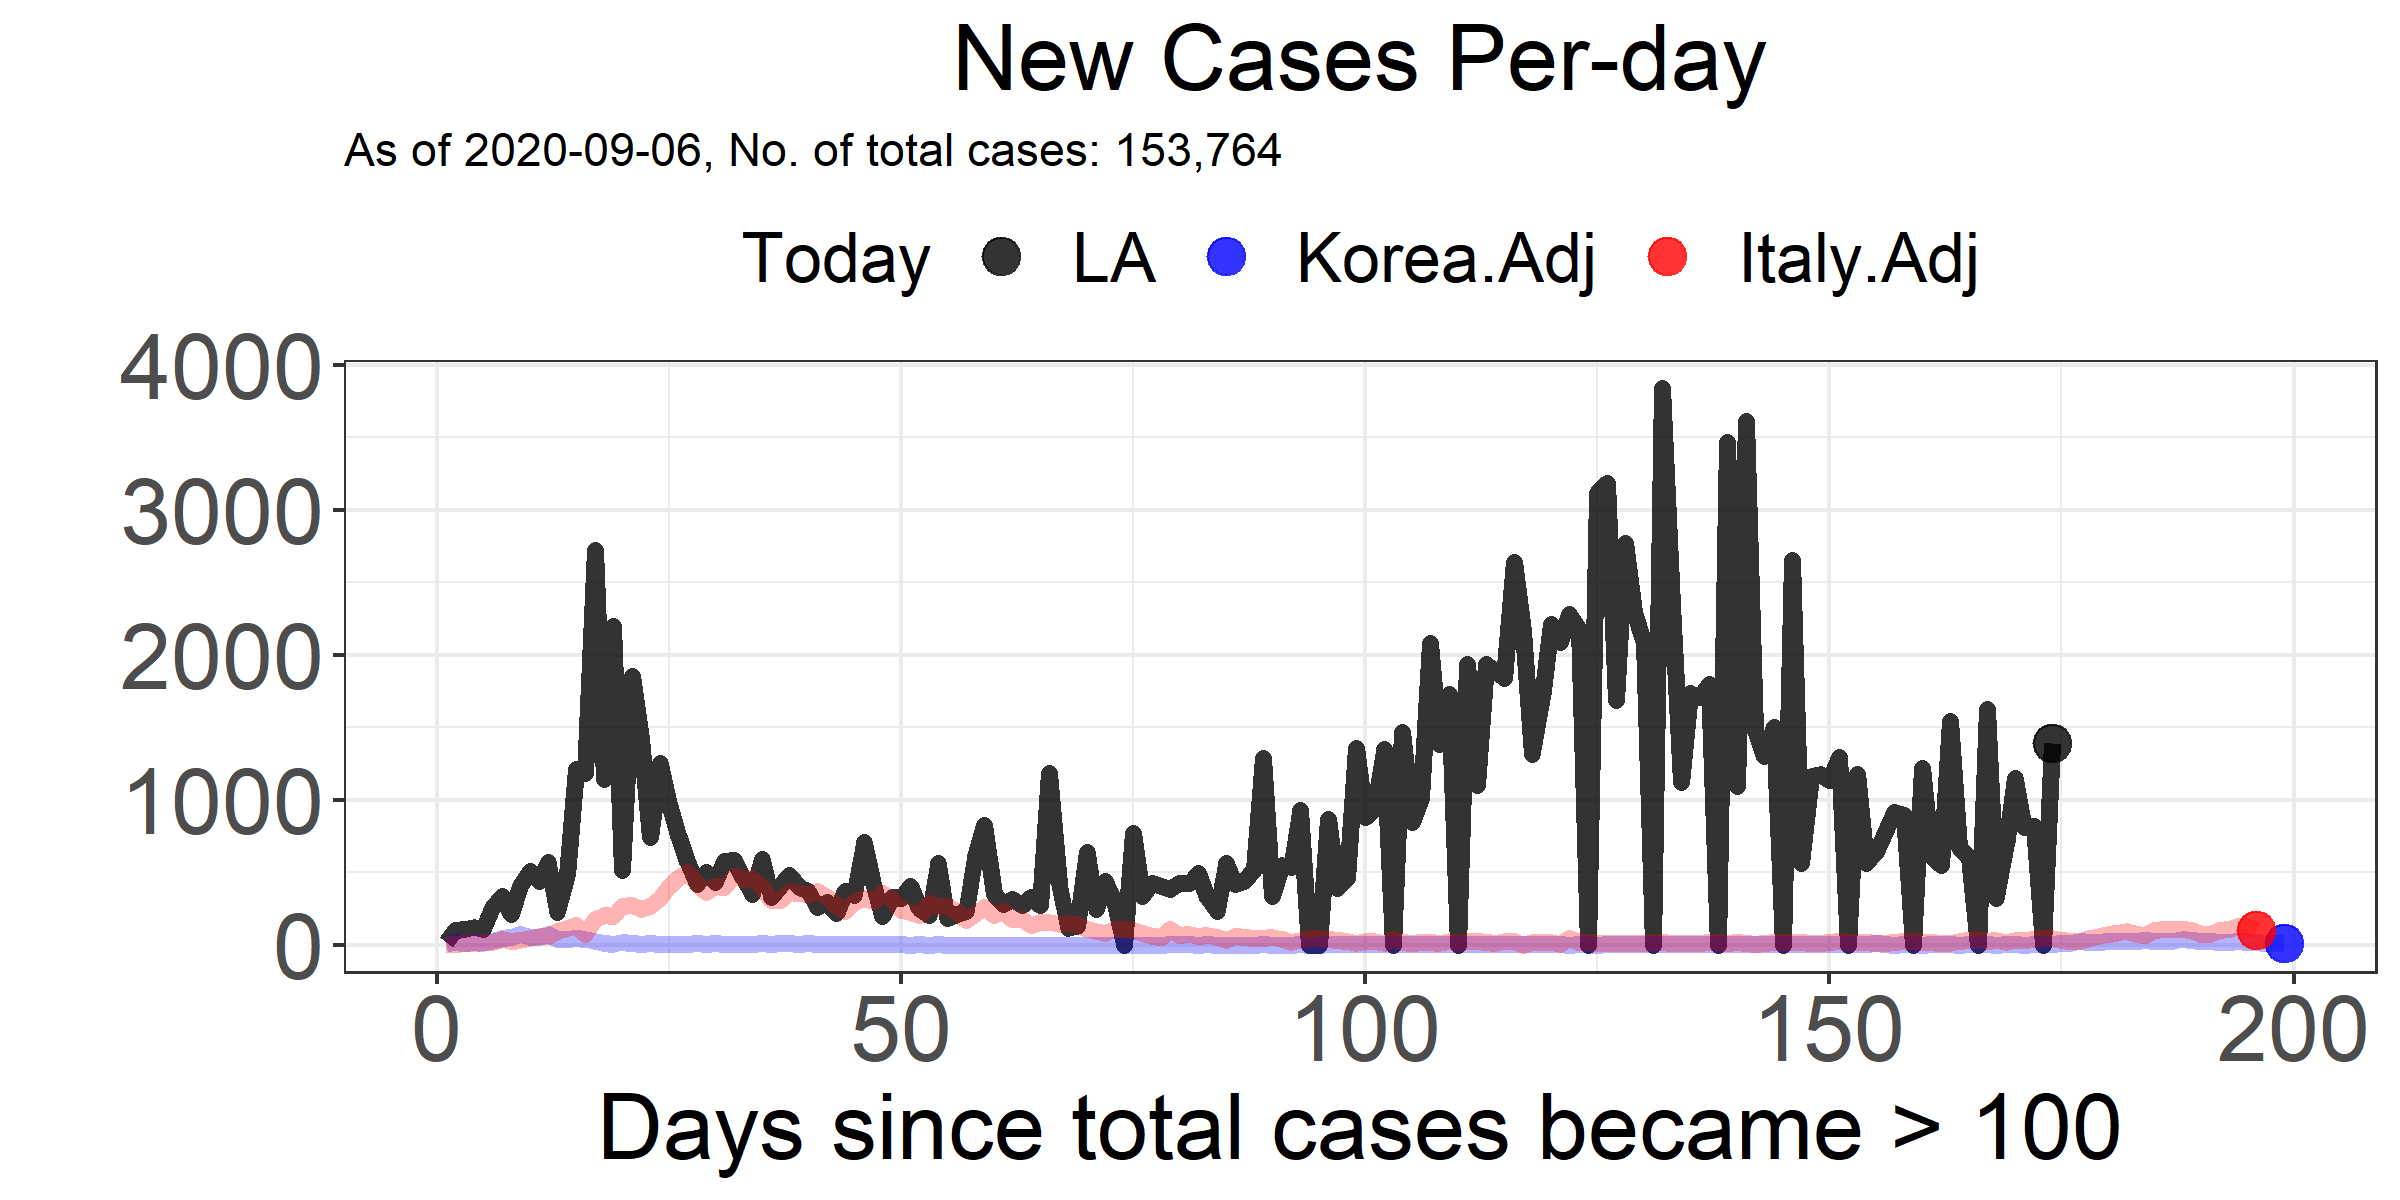 New Cases Per-day
As of 2020-09-06, No. of total cases: 153,764
Today LA Korea.Adj Italy.Adj
4000
3000
2000
1000
0
0 50 100 150 200
Days since total cases became > 100